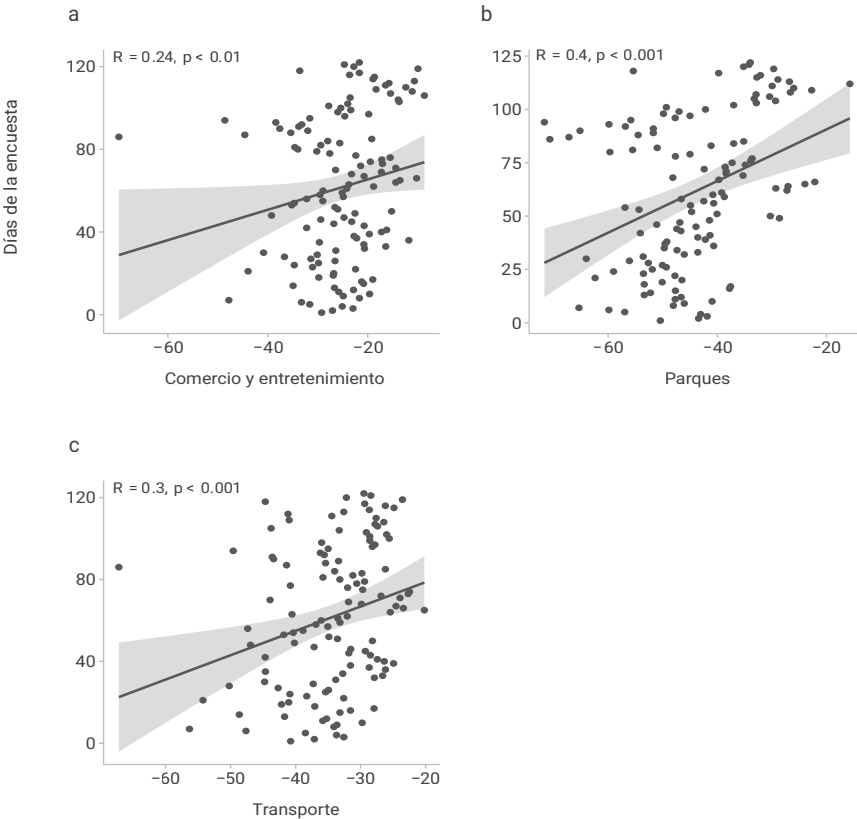 a
R = 0.24, p < 0.01
Días de la encuesta
120
80
40
0
−60 −40 −20
Comercio y entretenimiento
b
R = 0.4, p < 0.001
125
100
75
50
25
0
−60 −40 −20
Parques
c
R = 0.3, p < 0.001
120
80
40
0
−60 −50 −40 −30 −20
Transporte